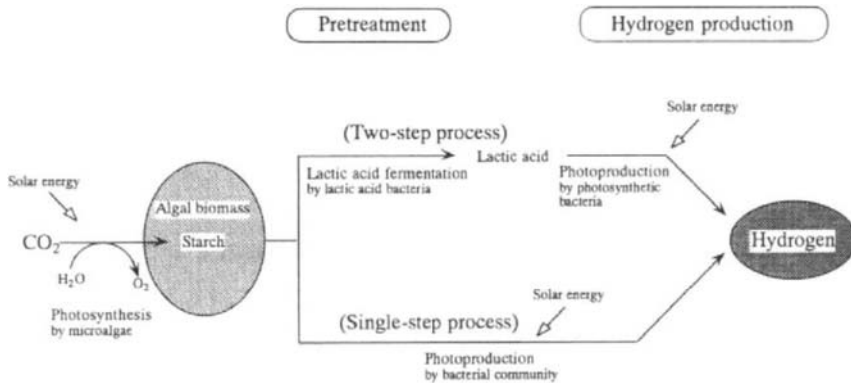 Pretreatment
Hydrogen production
Solar energy
(Two-step process)
Lactic acid
Lactic acid fermentation
by lactic acid bacteria
Photoproduction
by photosynthetic
bacteria
Solar energy
Algal biomass
Starch
CO₂
H₂O
O₂
Photosynthesis
by microalgae
Hydrogen
Solar energy
(Single-step process)
Photoproduction
by bacterial community